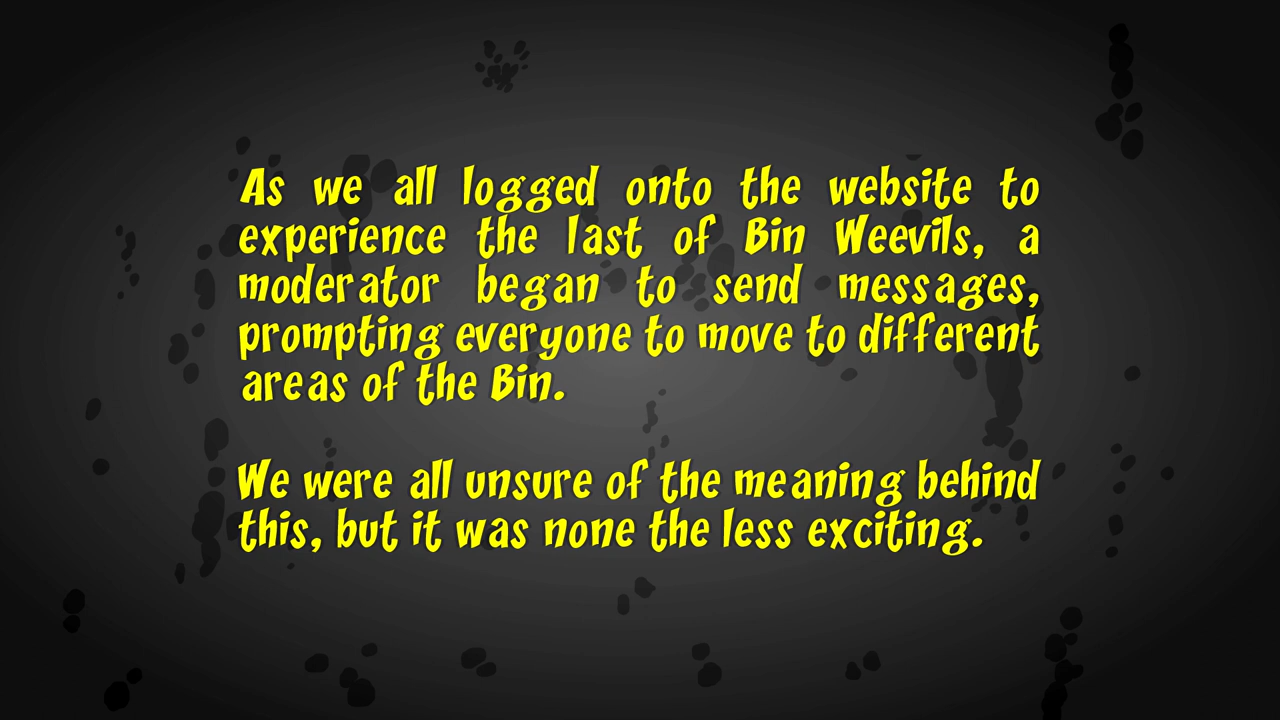 As we all logged onto the website to
experience the last of Bin Weevils, a
moderator began to send messages,
prompting everyone to move to different
areas of the Bin.
We were all unsure of the meaning behind
this, but it was none the less exciting.